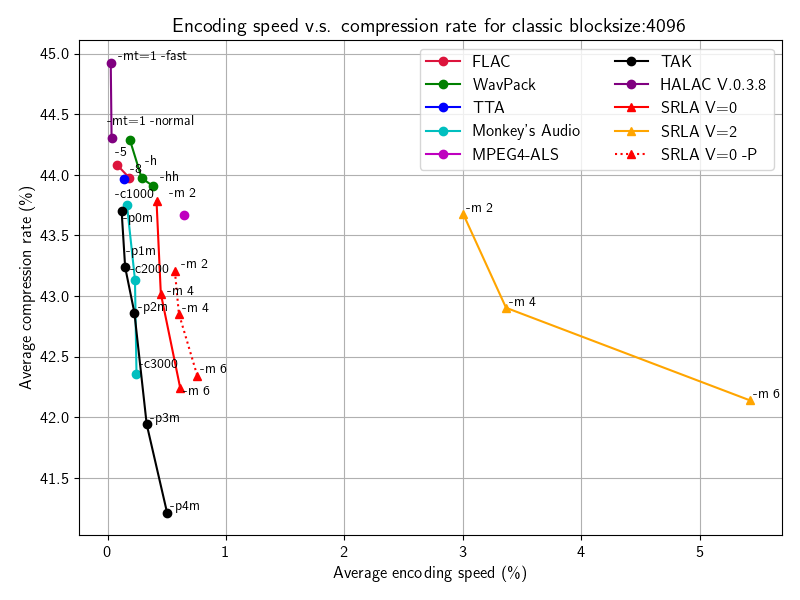 Encoding speed v.s. compression rate for classic blocksize:4096
FLAC
WavPack
TTA
Monkey's Audio
MPEG4-ALS
TAK
HALAC V.0.3.8
SRLA V=0
SRLA V=2
SRLA V=0 -P
Average compression rate (%)
45.0
44.5
44.0
43.5
43.0
42.5
42.0
41.5
-mt=1 -fast
-mt=1 -normal
-5
-8
-h
-hh
-c1000
-m 2
-p0m
-p1m
-c2000
-m 2
-m 4
-p2m
-m 4
-c3000
-m 6
-m 6
-p3m
-p4m
-m 2
-m 4
-m 6
0
1
2
3
4
5
Average encoding speed (%)